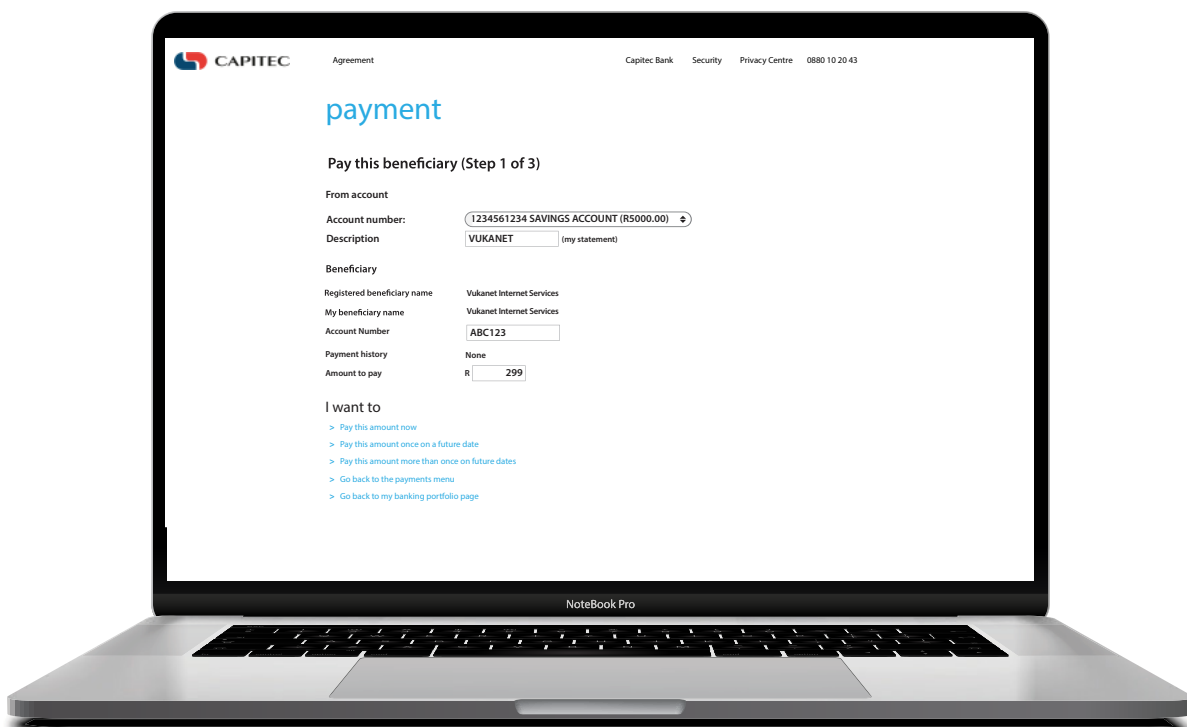 CAPITEC Agreement Capitec Bank Security Privacy Centre 0880 10 20 43
payment
Pay this beneficiary (Step 1 of 3)
From account
Account number: 1234561234 SAVINGS ACCOUNT (R5000.00)
Description VUKANET (my statement)
Beneficiary
Registered beneficiary name Vukanet Internet Services
My beneficiary name Vukanet Internet Services
Account Number ABC123
Payment history None
Amount to pay R 299
I want to
> Pay this amount now
> Pay this amount once on a future date
> Pay this amount more than once on future dates
> Go back to the payments menu
> Go back to my banking portfolio page
NoteBook Pro